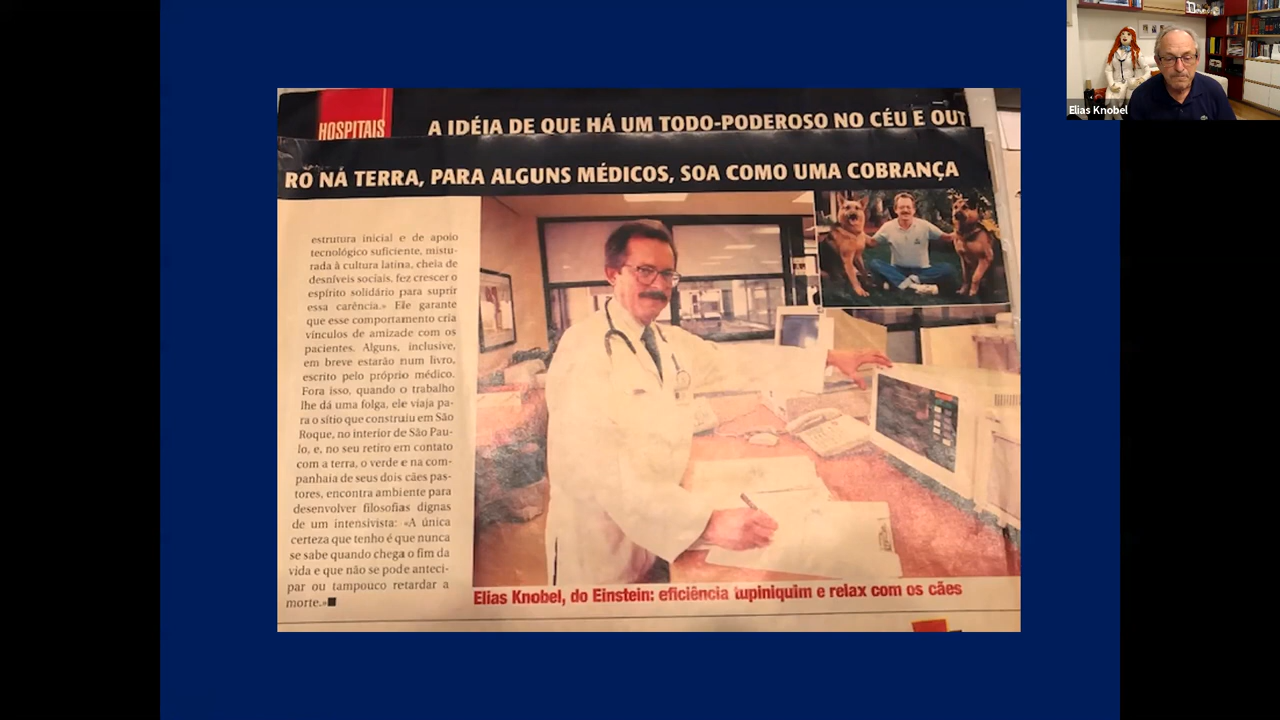 HOSPITAIS
A IDÉIA DE QUE HÁ UM TODO-PODEROSO NO CÉU E OUT
RO NA TERRA, PARA ALGUNS MÉDICOS, SOA COMO UMA COBRANÇA
estrutura inicial e de apoio
tecnológico suficiente, mistu-
rada à cultura latina, cheia de
desníveis sociais, fez crescer o
espírito solidário para suprir
essa carência.» Ele garante
que esse comportamento cria
vínculos de amizade com os
pacientes. Alguns, inclusive,
em breve estarão num livro,
escrito pelo próprio médico.
Fora isso, quando o trabalho
lhe dá uma folga, ele viaja pa-
ra o sítio que construiu em São
Roque, no interior de São Pau-
lo, e, no seu retiro em contato
com a terra, o verde e na com-
panhaia de seus dois cães pas-
tores, encontra ambiente para
desenvolver filosofias dignas
de um intensivista: «A única
certeza que tenho é que nunca
se sabe quando chega o fim da
vida e que não se pode anteci-
par ou tampouco retardar a
morte.»
Elias Knobel, do Einstein: eficiência tupiniquim e relax com os cães
Elias Knobel